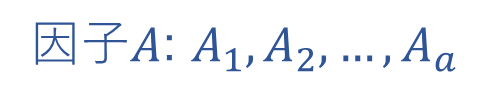 因子A: A₁, A₂, … , Aₐ